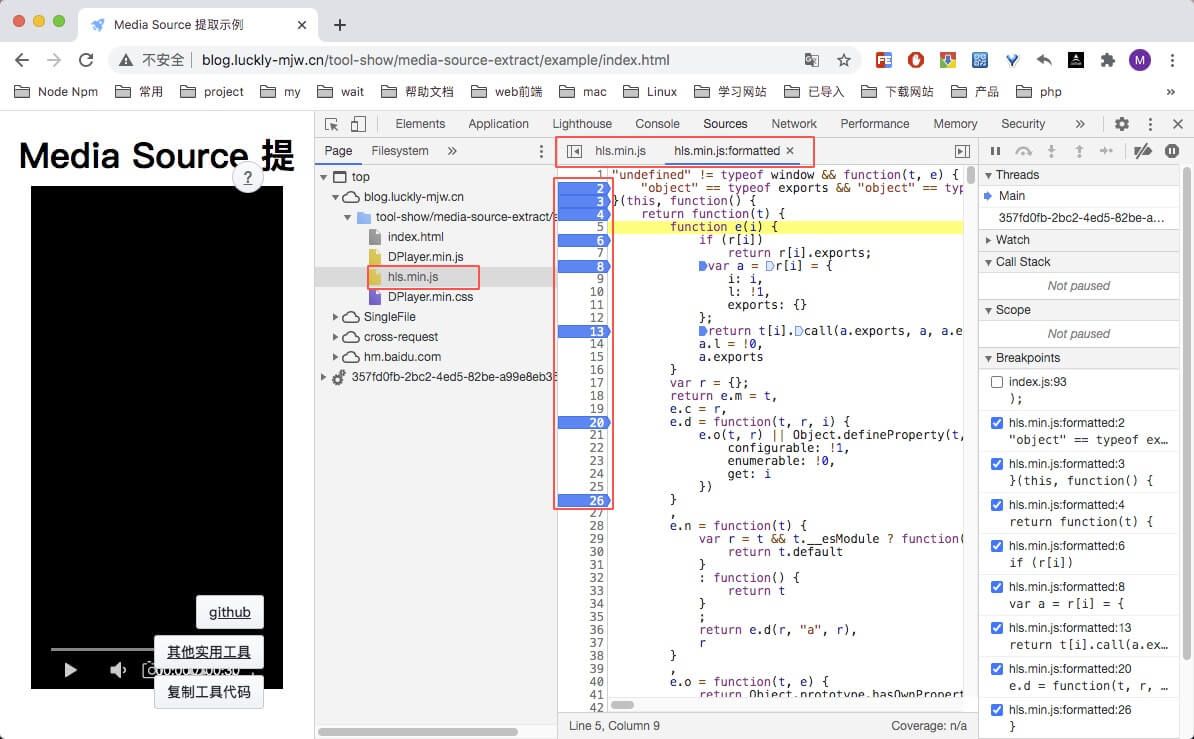 Media Source 提取示例
不安全 blog.luckly-mjw.cn/tool-show/media-source-extract/example/index.html
Node Npm 常用 project my wait 帮助文档 web前端 mac Linux 学习网站 已导入 下载网站 产品 php »
Media Source 提
?
github
其他实用工具
复制工具代码
Elements Application Lighthouse Console Sources Network Performance Memory Security »
Page Filesystem »
top
blog.luckly-mjw.cn
tool-show/media-source-extract/e
index.html
DPlayer.min.js
hls.min.js
DPlayer.min.css
SingleFile
cross-request
hm.baidu.com
357fd0fb-2bc2-4ed5-82be-a99e8eb35
hls.min.js hls.min.js:formatted
1 "undefined" != typeof window && function(t, e) {
2 "object" == typeof exports && "object" == typ
3 }(this, function() {
4 return function(t) {
5 function e(i) {
6 if (r[i])
7 return r[i].exports;
8 var a = r[i] = {
9 i: i,
10 l: !1,
11 exports: {}
12 };
13 return t[i].call(a.exports, a, a.e
14 a.l = !0,
15 a.exports
16 }
17 var r = {};
18 return e.m = t,
19 e.c = r,
20 e.d = function(t, r, i) {
21 e.o(t, r) || Object.defineProperty(t,
22 configurable: !1,
23 enumerable: !0,
24 get: i
25 })
26 }
27 ,
28 e.n = function(t) {
29 var r = t && t.__esModule ? function(
30 return t.default
31 }
32 : function() {
33 return t
34 }
35 ;
36 return e.d(r, "a", r),
37 r
38 }
39 ,
40 e.o = function(t, e) {
41 return Object.prototype.hasOwnPropert
42
Line 5, Column 9 Coverage: n/a
Threads
Main
357fd0fb-2bc2-4ed5-82be-a...
Watch
Call Stack
Not paused
Scope
Not paused
Breakpoints
index.js:93
);
hls.min.js:formatted:2
"object" == typeof ex…
hls.min.js:formatted:3
}(this, function() {
hls.min.js:formatted:4
return function(t) {
hls.min.js:formatted:6
if (r[i])
hls.min.js:formatted:8
var a = r[i] = {
hls.min.js:formatted:13
return t[i].call(a.ex…
hls.min.js:formatted:20
e.d = function(t, r, …
hls.min.js:formatted:26
}